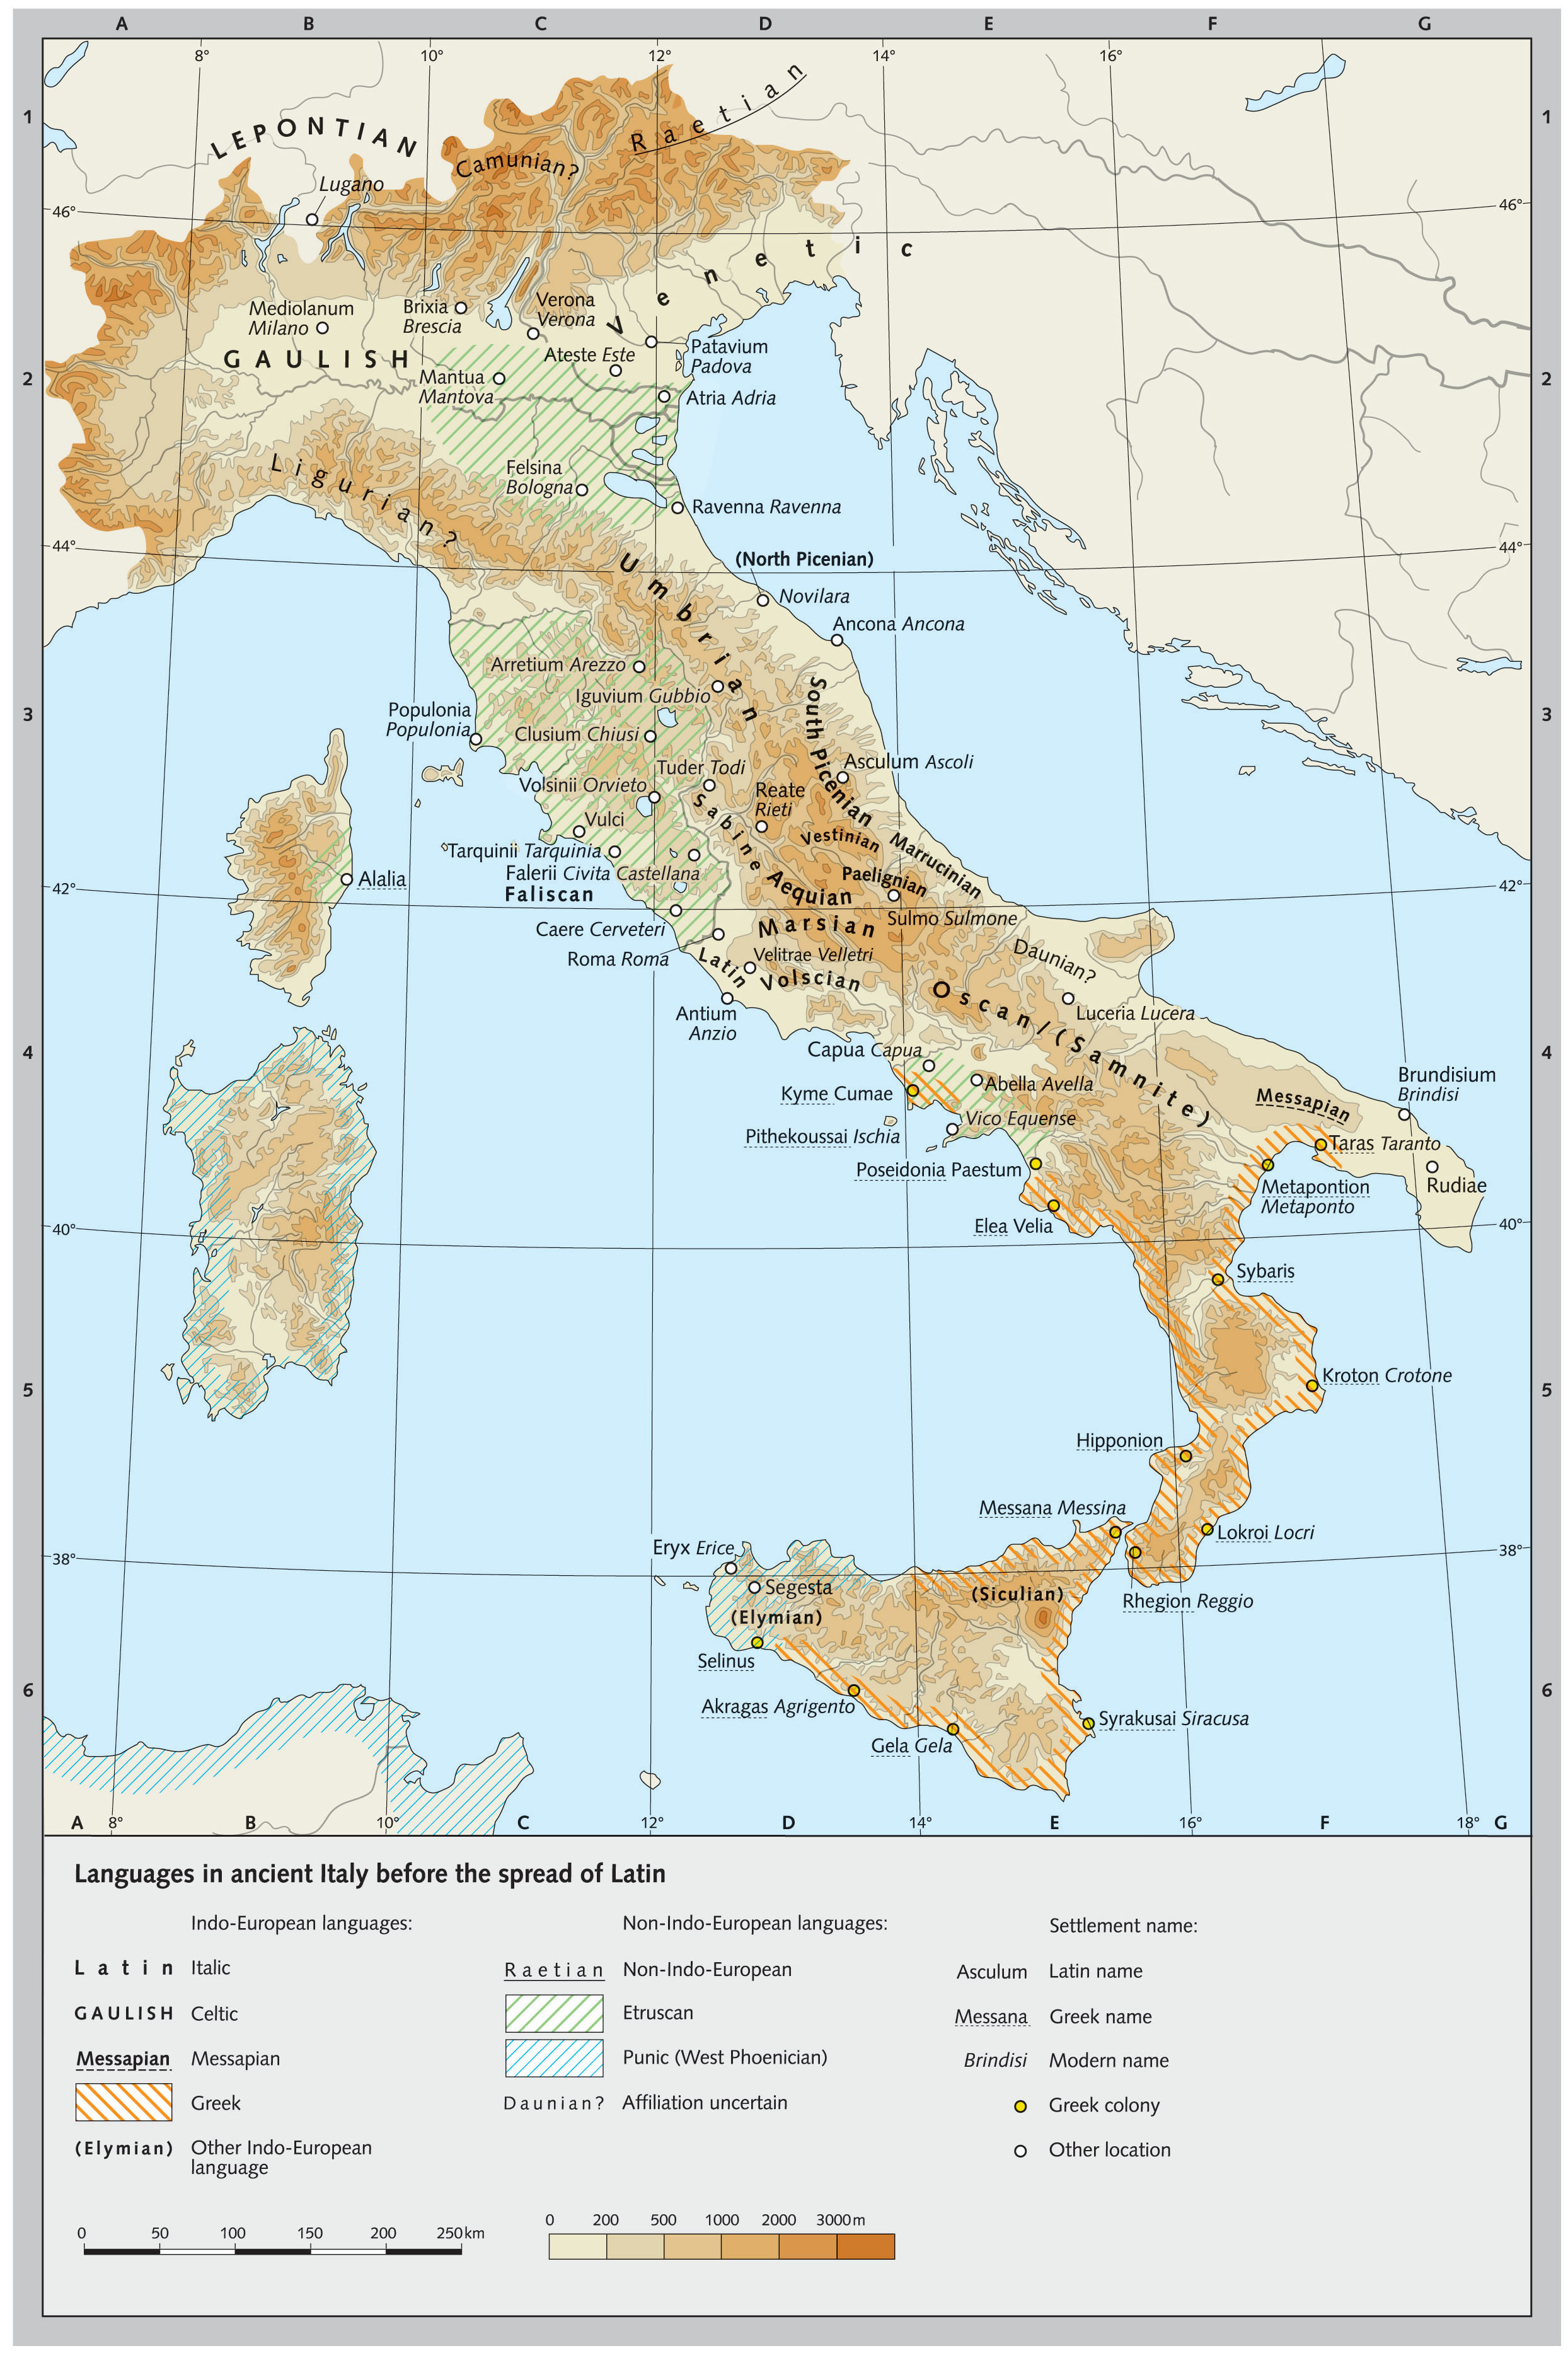 A B C D E F G
8° 10° 12° 14° 16°
1 1
LEPONTIAN
Camunian?
Raetian
Lugano
46° 46°
Venetic
Mediolanum
Milano
Brixia
Brescia
Verona
Verona
GAULISH
Ateste Este
Patavium
Padova
2 2
Mantua
Mantova
Atria Adria
Ligurian?
Felsina
Bologna
Ravenna Ravenna
44° 44°
(North Picenian)
Umbrian
Novilara
Ancona Ancona
Arretium Arezzo
Iguvium Gubbio
South Picenian
3 3
Populonia
Populonia
Clusium Chiusi
Tuder Todi
Asculum Ascoli
Volsinii Orvieto
Reate
Rieti
Sabine
Vulci
Vestinian
Marrucinian
Tarquinii Tarquinia
Falerii Civita Castellana
Faliscan
Paelignian
Aequian
Alalia
42° 42°
Sulmo Sulmone
Caere Cerveteri
Marsian
Roma Roma
Latin
Velitrae Velletri
Volscian
Daunian?
Oscan/(Samnite)
Luceria Lucera
Antium
Anzio
4 4
Capua Capua
Abella Avella
Kyme Cumae
Vico Equense
Pithekoussai Ischia
Messapian
Brundisium
Brindisi
Taras Taranto
Poseidonia Paestum
Metapontion
Metaponto
Rudiae
Elea Velia
40° 40°
Sybaris
5 5
Kroton Crotone
Hipponion
Messana Messina
Lokroi Locri
38° 38°
Eryx Erice
Segesta
(Elymian)
(Siculian)
Rhegion Reggio
Selinus
6 6
Akragas Agrigento
Syrakusai Siracusa
Gela Gela
A 8° B 10° C 12° D 14° E 16° F 18° G
Languages in ancient Italy before the spread of Latin
Indo-European languages:
Latin Italic
GAULISH Celtic
Messapian Messapian
Greek
(Elymian) Other Indo-European
language
Non-Indo-European languages:
Raetian Non-Indo-European
Etruscan
Punic (West Phoenician)
Daunian? Affiliation uncertain
Settlement name:
Asculum Latin name
Messana Greek name
Brindisi Modern name
Greek colony
Other location
0 50 100 150 200 250 km
0 200 500 1000 2000 3000 m